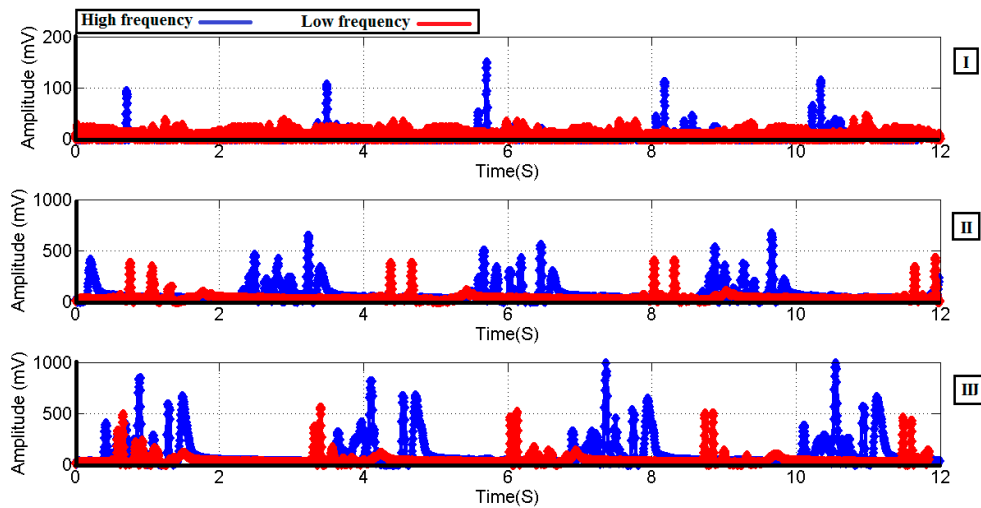 High frequency Low frequency
200
100
0
Amplitude (mV)
0 2 4 6 8 10 12
Time(S)
I
1000
500
0
Amplitude (mV)
0 2 4 6 8 10 12
Time(S)
II
1000
500
0
Amplitude (mV)
0 2 4 6 8 10 12
Time(S)
III